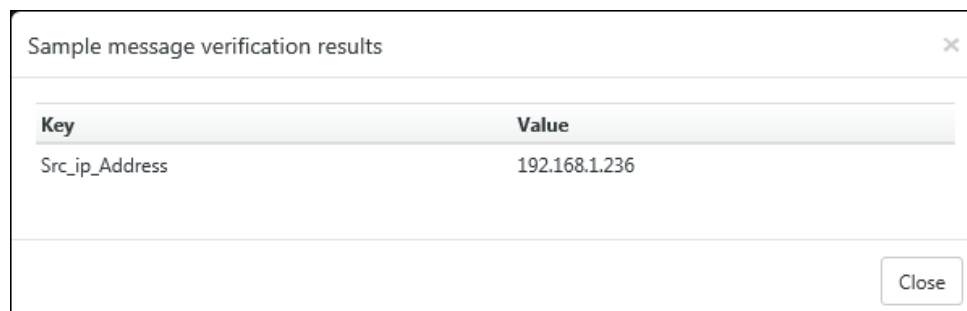 Sample message verification results
Key Value
Src_ip_Address 192.168.1.236
Close